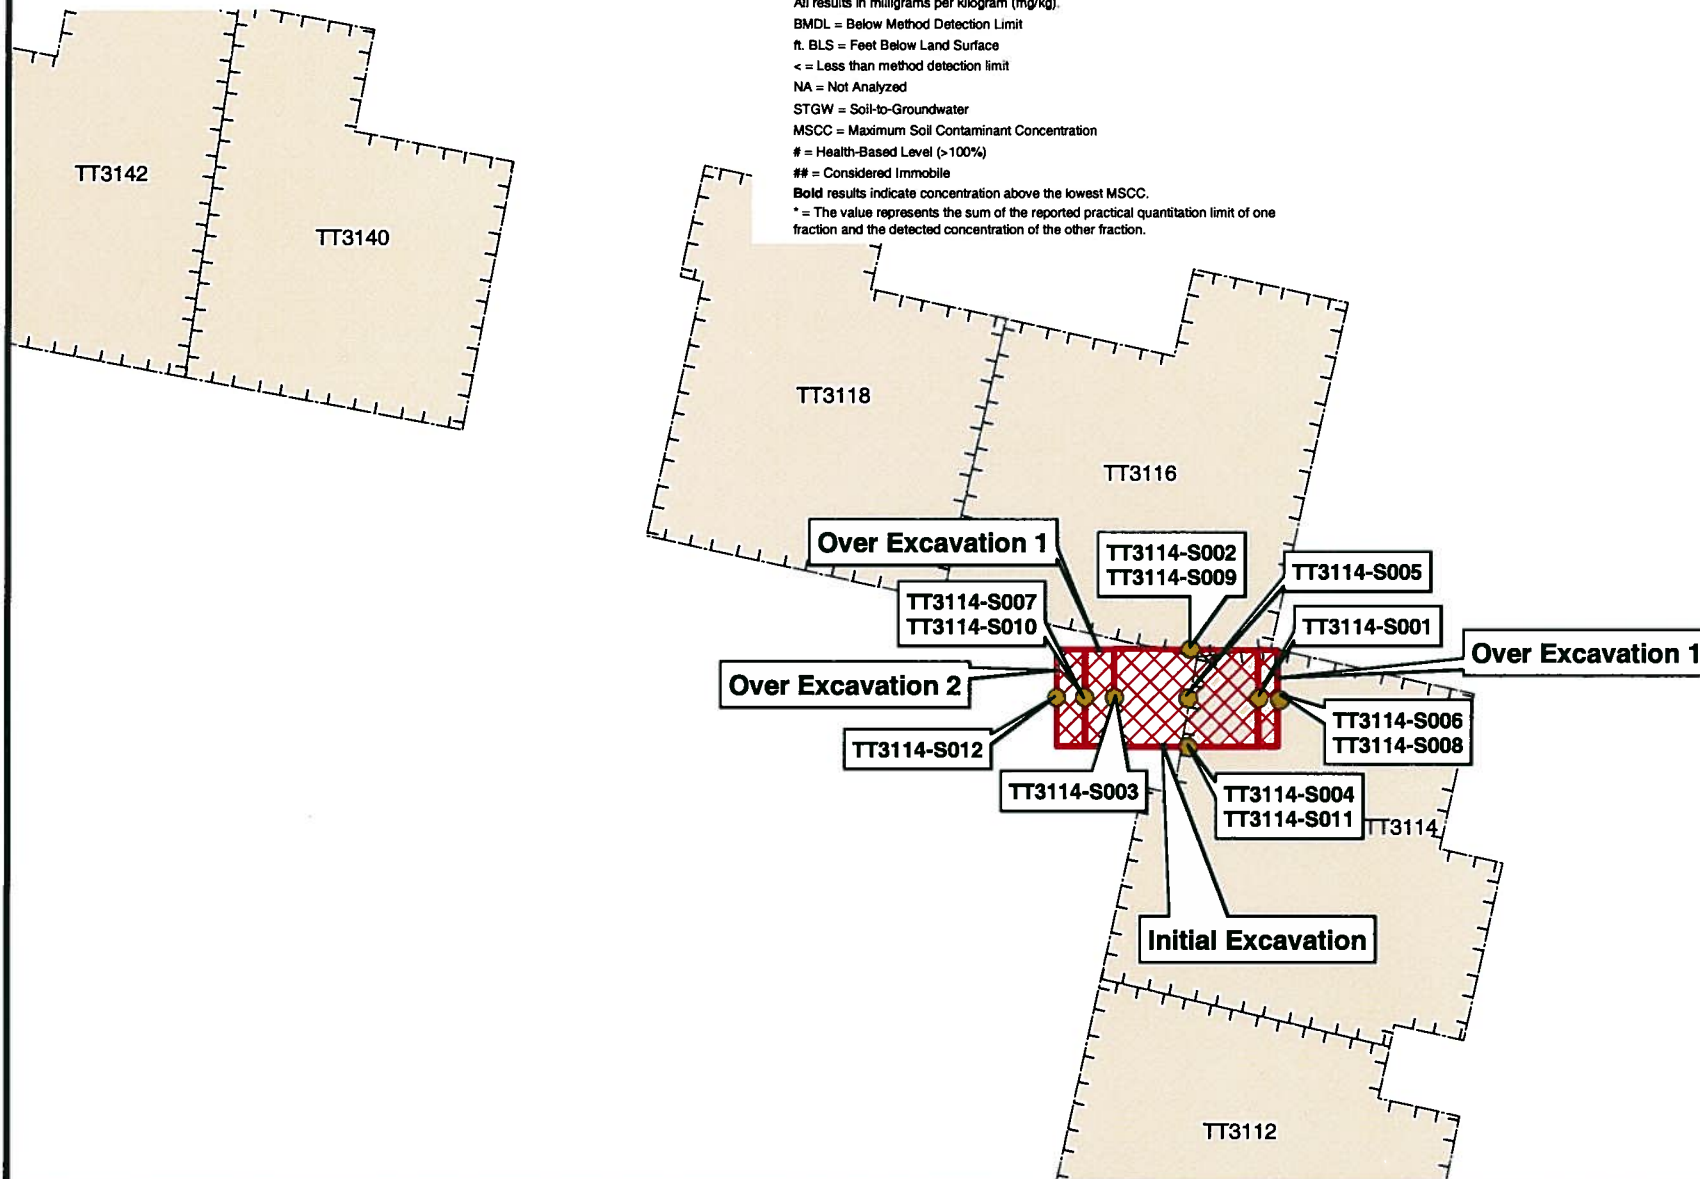 All results in milligrams per kilogram (mg/kg).
BMDL = Below Method Detection Limit
ft. BLS = Feet Below Land Surface
< = Less than method detection limit
NA = Not Analyzed
STGW = Soil-to-Groundwater
MSCC = Maximum Soil Contaminant Concentration
# = Health-Based Level (>100%)
## = Considered Immobile
Bold results indicate concentration above the lowest MSCC.
* = The value represents the sum of the reported practical quantitation limit of one
fraction and the detected concentration of the other fraction.
TT3142
TT3140
TT3118
TT3116
Over Excavation 1
TT3114-S002
TT3114-S009
TT3114-S005
TT3114-S007
TT3114-S010
TT3114-S001
Over Excavation 1
Over Excavation 2
TT3114-S006
TT3114-S008
TT3114-S012
TT3114-S003
TT3114-S004
TT3114-S011
TT3114
Initial Excavation
TT3112